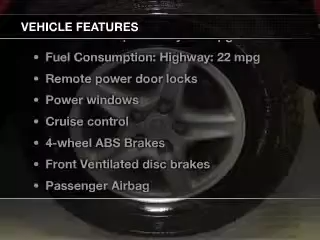 VEHICLE FEATURES
• Fuel Consumption: Highway: 22 mpg
• Remote power door locks
• Power windows
• Cruise control
• 4-wheel ABS Brakes
• Front Ventilated disc brakes
• Passenger Airbag